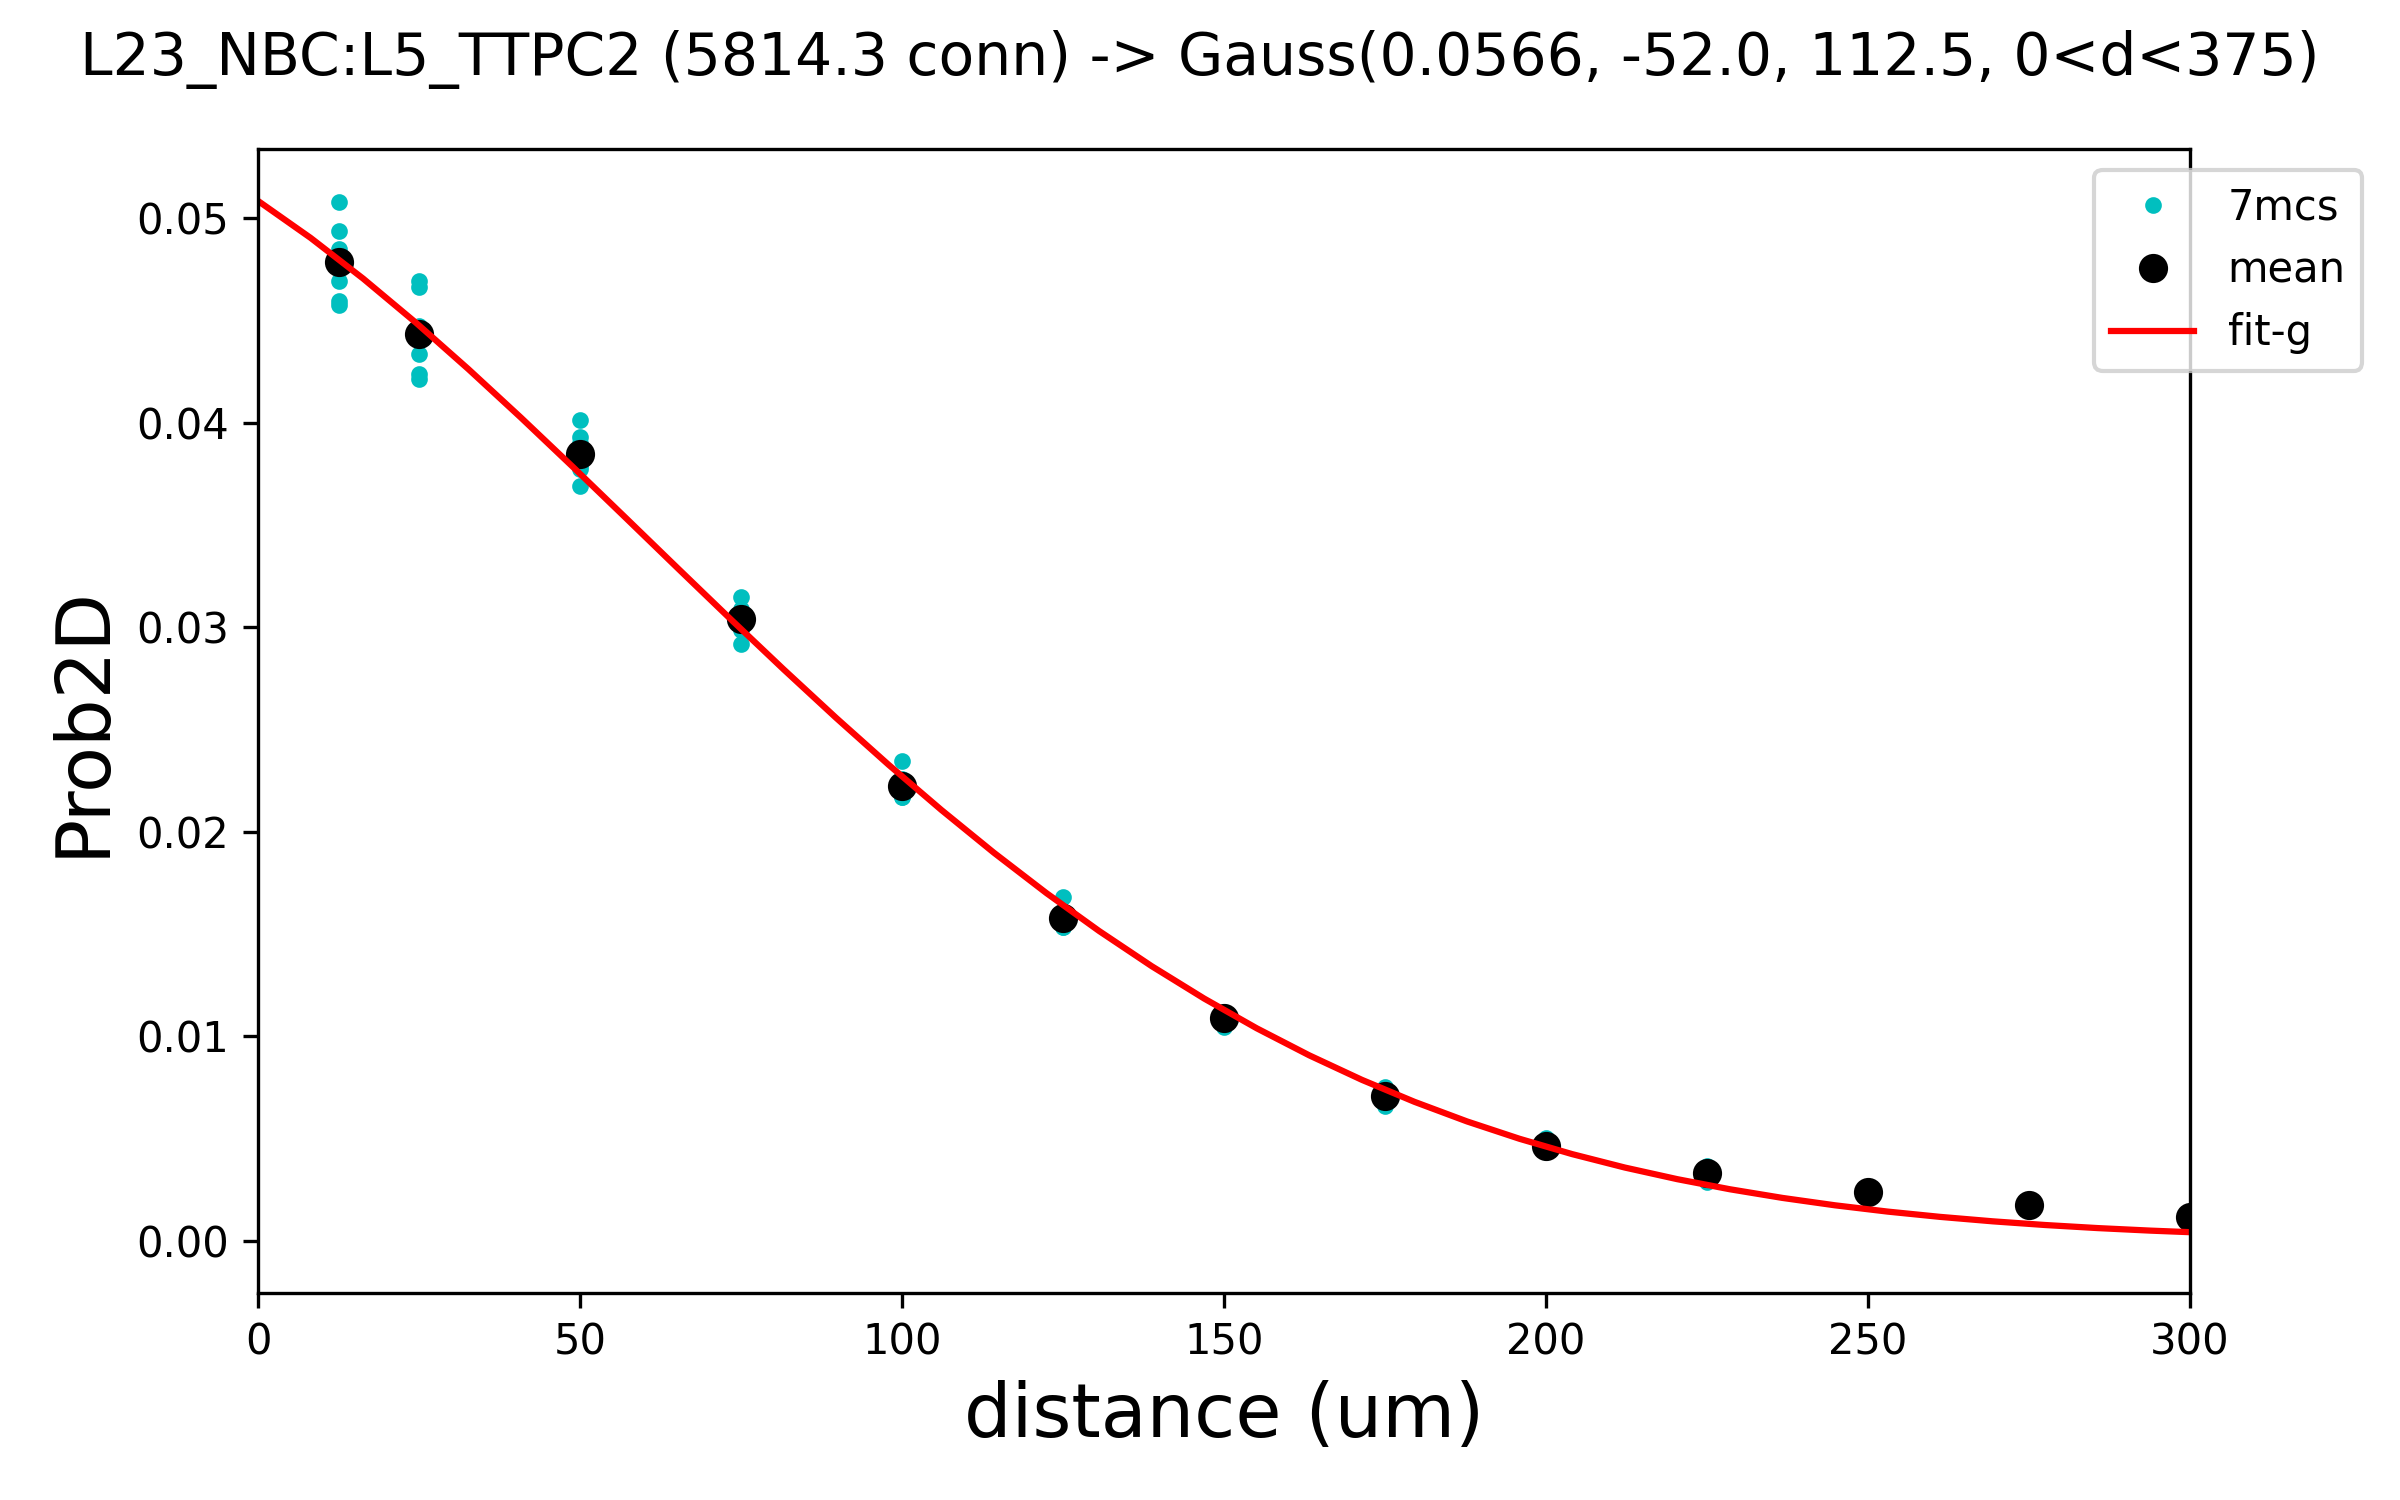 L23_NBC:L5_TTPC2 (5814.3 conn) -> Gauss(0.0566, -52.0, 112.5, 0<d<375)
7mcs
mean
fit-g
Prob2D
0.05
0.04
0.03
0.02
0.01
0.00
0 50 100 150 200 250 300
distance (um)